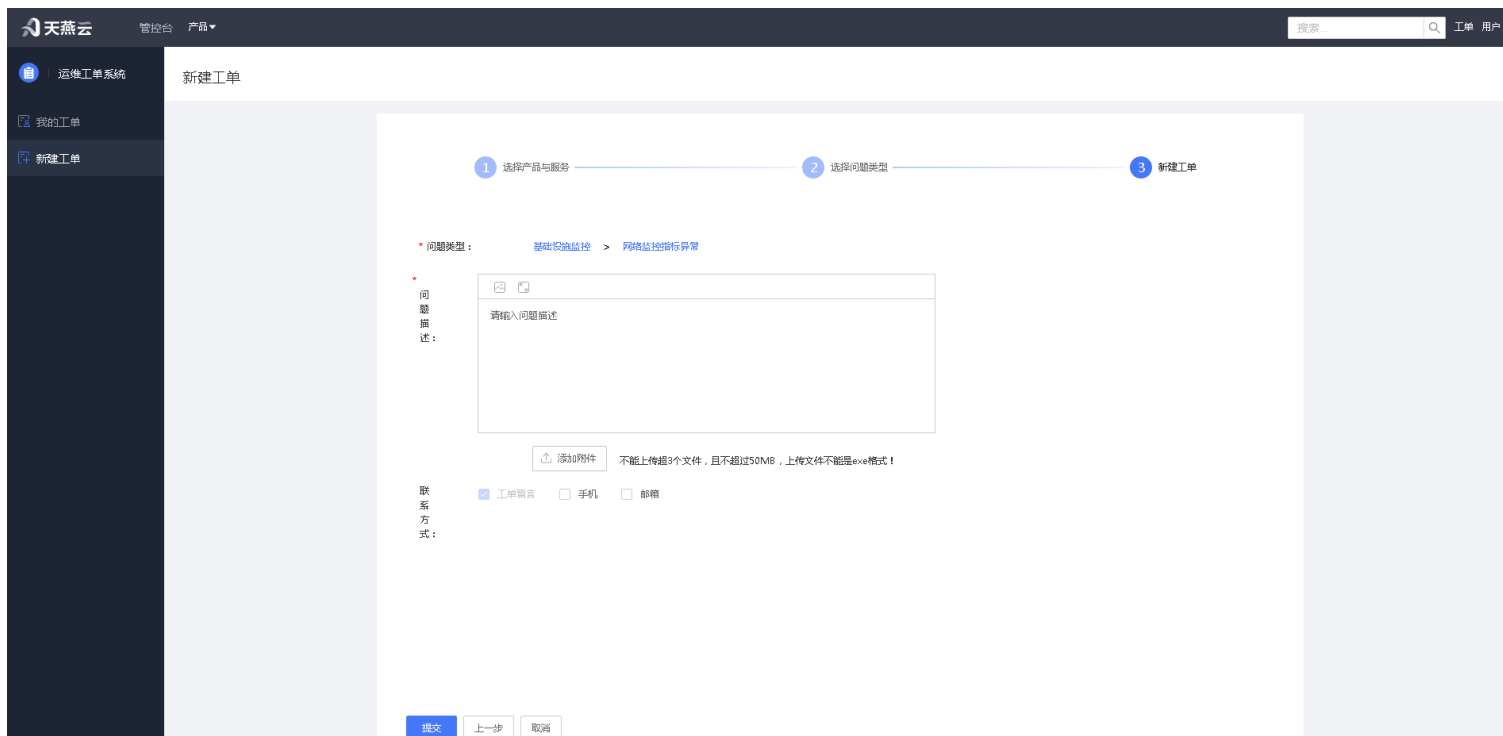 天燕云 管控台 产品▾ 搜索... 工单 用户
运维工单系统
新建工单
我的工单
新建工单
1 选择产品与服务 2 选择问题类型 3 新建工单
* 问题类型： 基础设施监控 > 网络监控指标异常
* 问题描述：
请输入问题描述
添加附件 不能上传超3个文件，且不超过50MB，上传文件不能是exe格式！
联系方式： 工单留言 手机 邮箱
提交 上一步 取消